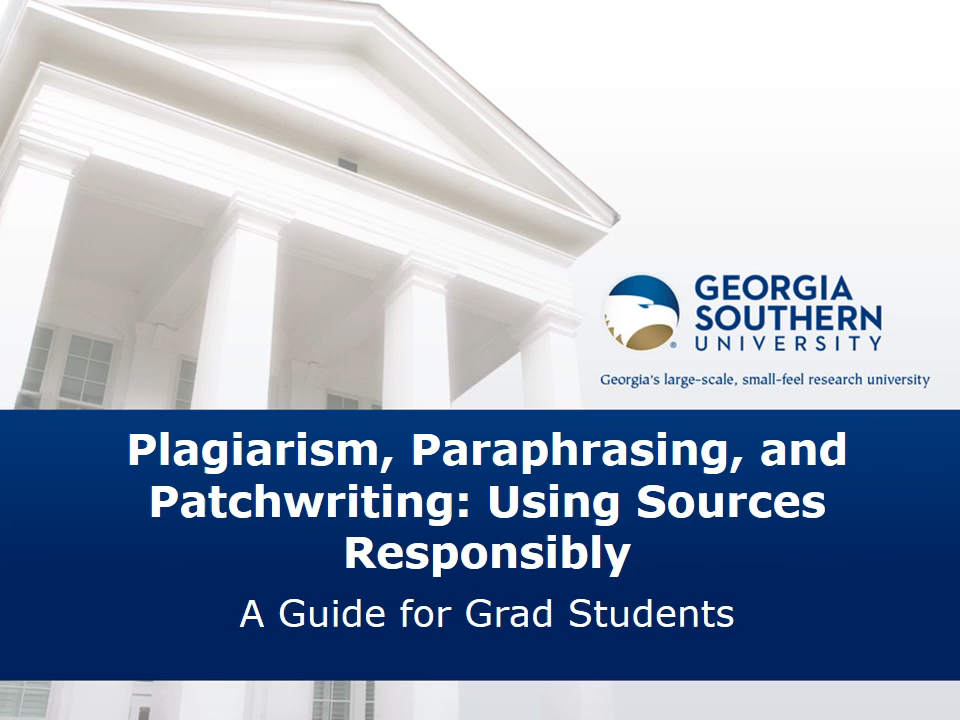 GEORGIA
SOUTHERN
UNIVERSITY
®
Georgia's large-scale, small-feel research university
Plagiarism, Paraphrasing, and
Patchwriting: Using Sources
Responsibly
A Guide for Grad Students